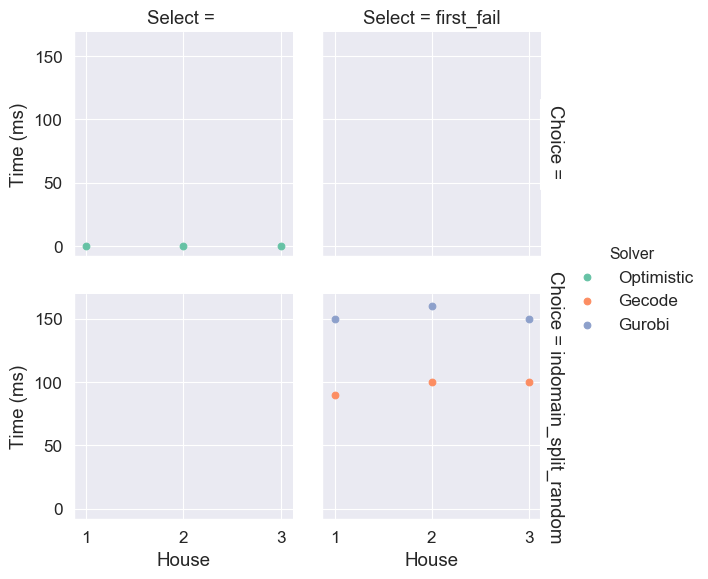 Select =
Select = first_fail
150
100
50
0
Time (ms)
Choice =
150
100
50
0
Time (ms)
Choice = indomain_split_random
1 2 3
House
1 2 3
House
Solver
Optimistic
Gecode
Gurobi